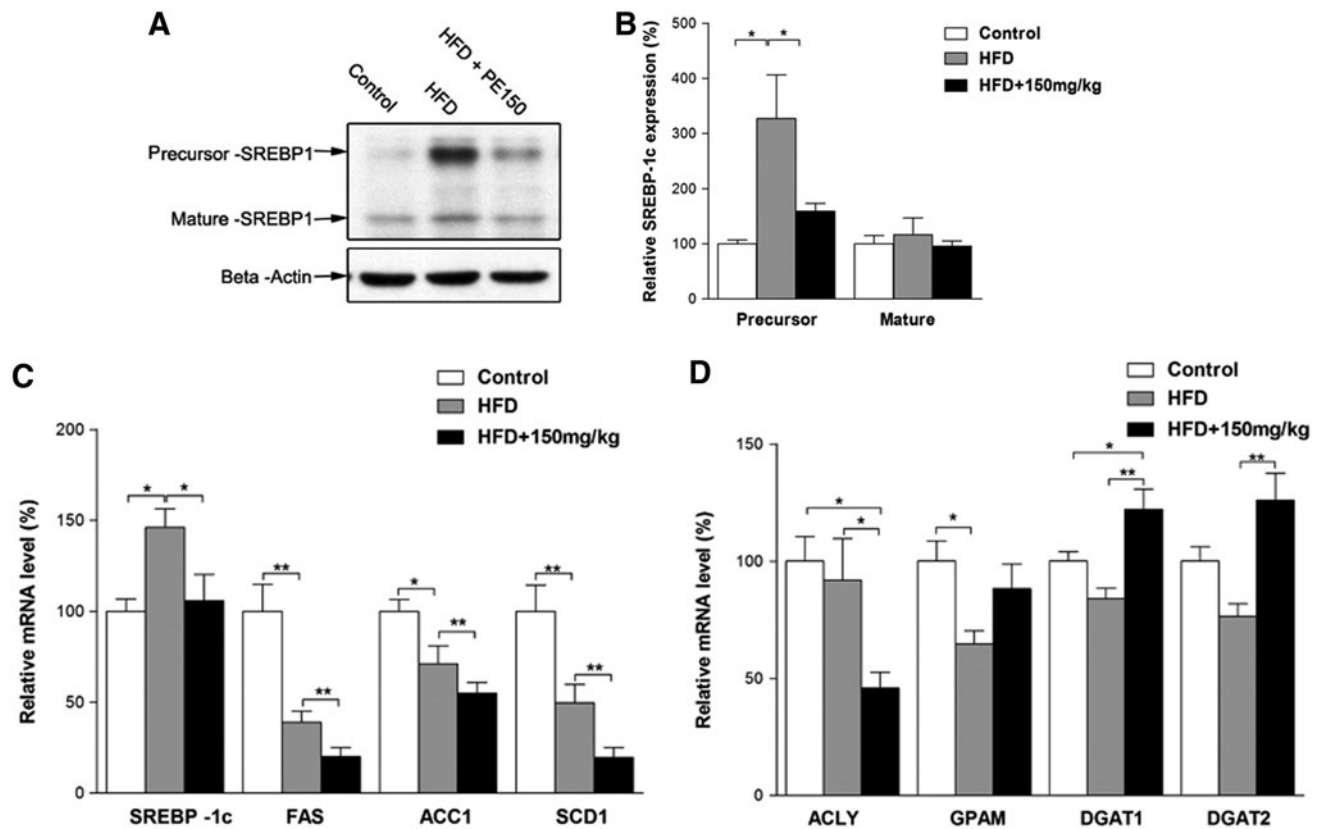 A
Control
HFD
HFD + PE150
Precursor -SREBP1
Mature -SREBP1
Beta -Actin
B
Relative SREBP-1c expression (%)
500
400
300
200
100
0
* *
Precursor
Mature
Control
HFD
HFD+150mg/kg
C
Control
HFD
HFD+150mg/kg
Relative mRNA level (%)
200
150
100
50
0
* *
**
**
*
**
**
**
SREBP -1c
FAS
ACC1
SCD1
D
Control
HFD
HFD+150mg/kg
Relative mRNA level (%)
150
100
50
0
*
*
*
*
**
**
ACLY
GPAM
DGAT1
DGAT2